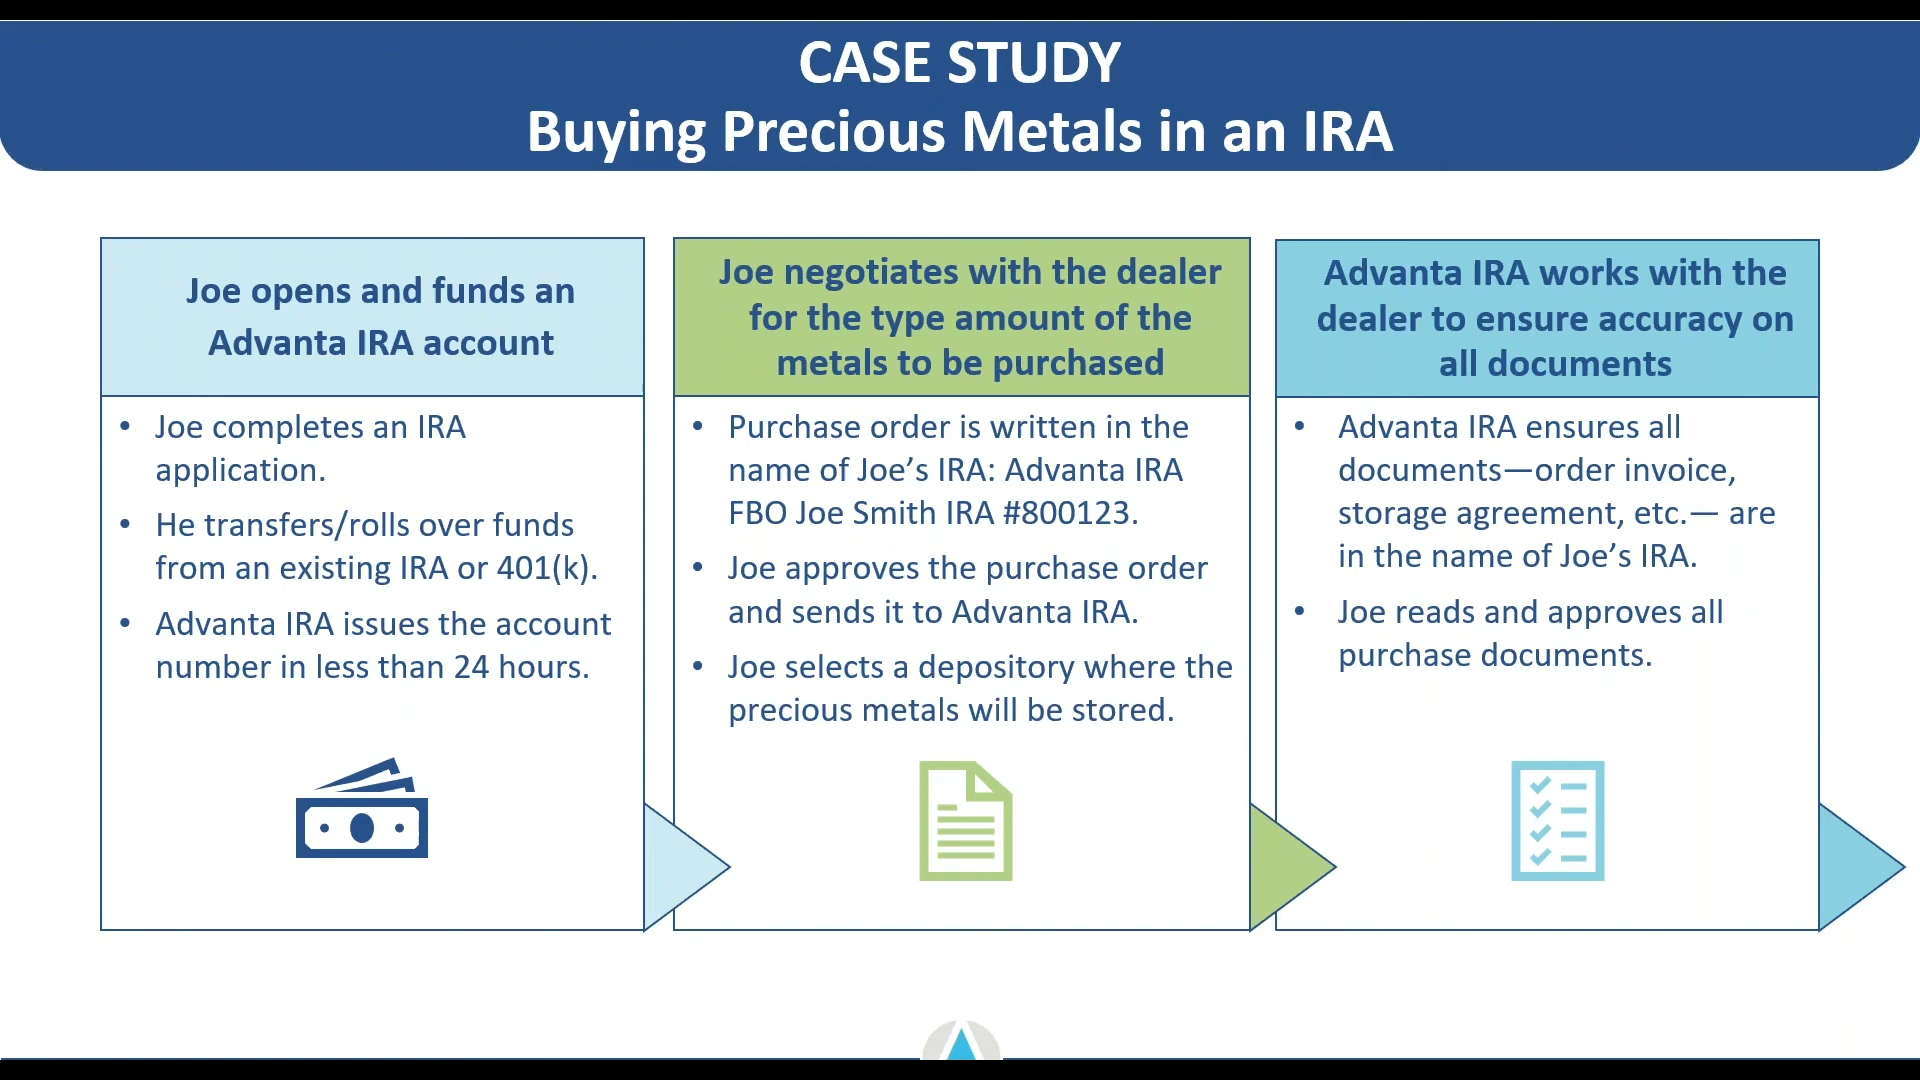 CASE STUDY
Buying Precious Metals in an IRA
Joe opens and funds an
Advanta IRA account
• Joe completes an IRA
application.
• He transfers/rolls over funds
from an existing IRA or 401(k).
• Advanta IRA issues the account
number in less than 24 hours.
Joe negotiates with the dealer
for the type amount of the
metals to be purchased
• Purchase order is written in the
name of Joe’s IRA: Advanta IRA
FBO Joe Smith IRA #800123.
• Joe approves the purchase order
and sends it to Advanta IRA.
• Joe selects a depository where the
precious metals will be stored.
Advanta IRA works with the
dealer to ensure accuracy on
all documents
• Advanta IRA ensures all
documents—order invoice,
storage agreement, etc.— are
in the name of Joe’s IRA.
• Joe reads and approves all
purchase documents.